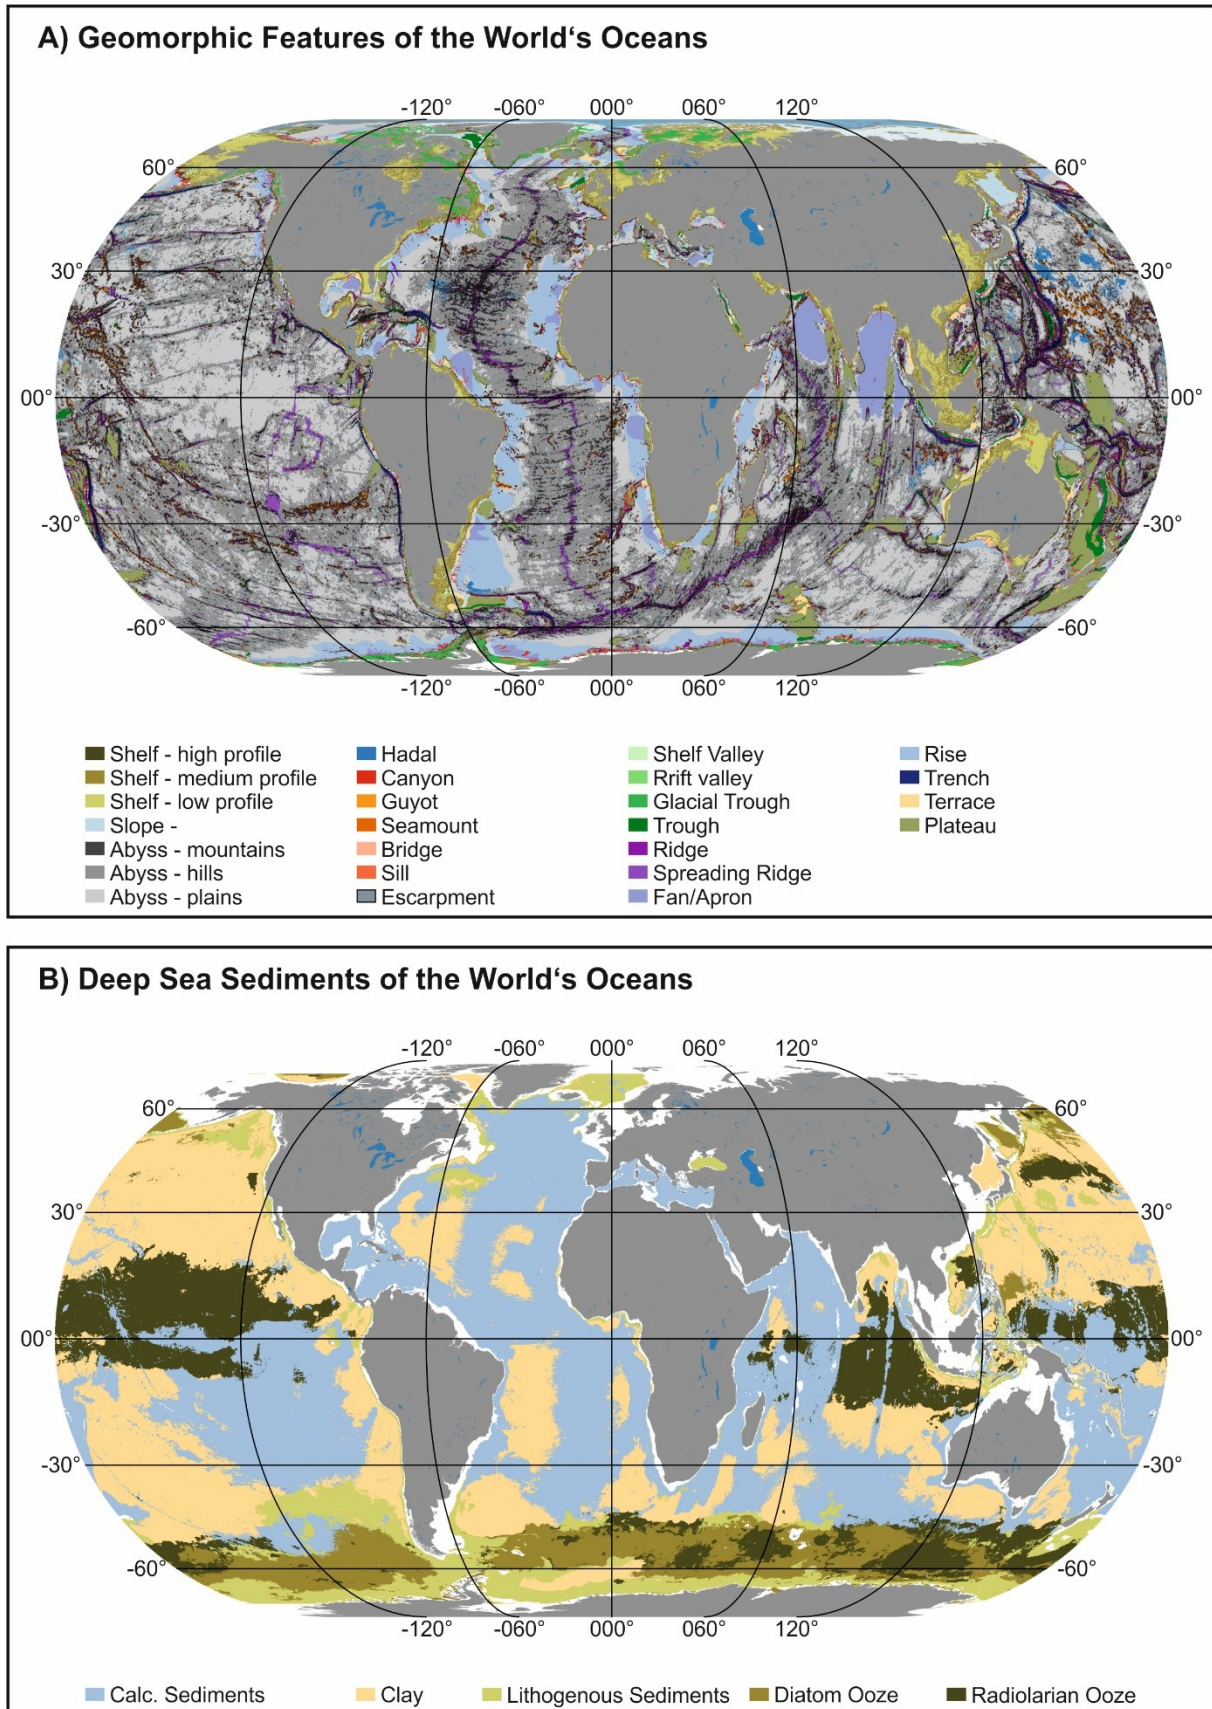 A) Geomorphic Features of the World‘s Oceans
-120° -060° 000° 060° 120°
60° 60°
30° 30°
00° 00°
-30° -30°
-60° -60°
-120° -060° 000° 060° 120°
Shelf - high profile Hadal Shelf Valley Rise
Shelf - medium profile Canyon Rrift valley Trench
Shelf - low profile Guyot Glacial Trough Terrace
Slope - Seamount Trough Plateau
Abyss - mountains Bridge Ridge
Abyss - hills Sill Spreading Ridge
Abyss - plains Escarpment Fan/Apron
B) Deep Sea Sediments of the World‘s Oceans
-120° -060° 000° 060° 120°
60° 60°
30° 30°
00° 00°
-30° -30°
-60° -60°
-120° -060° 000° 060° 120°
Calc. Sediments Clay Lithogenous Sediments Diatom Ooze Radiolarian Ooze